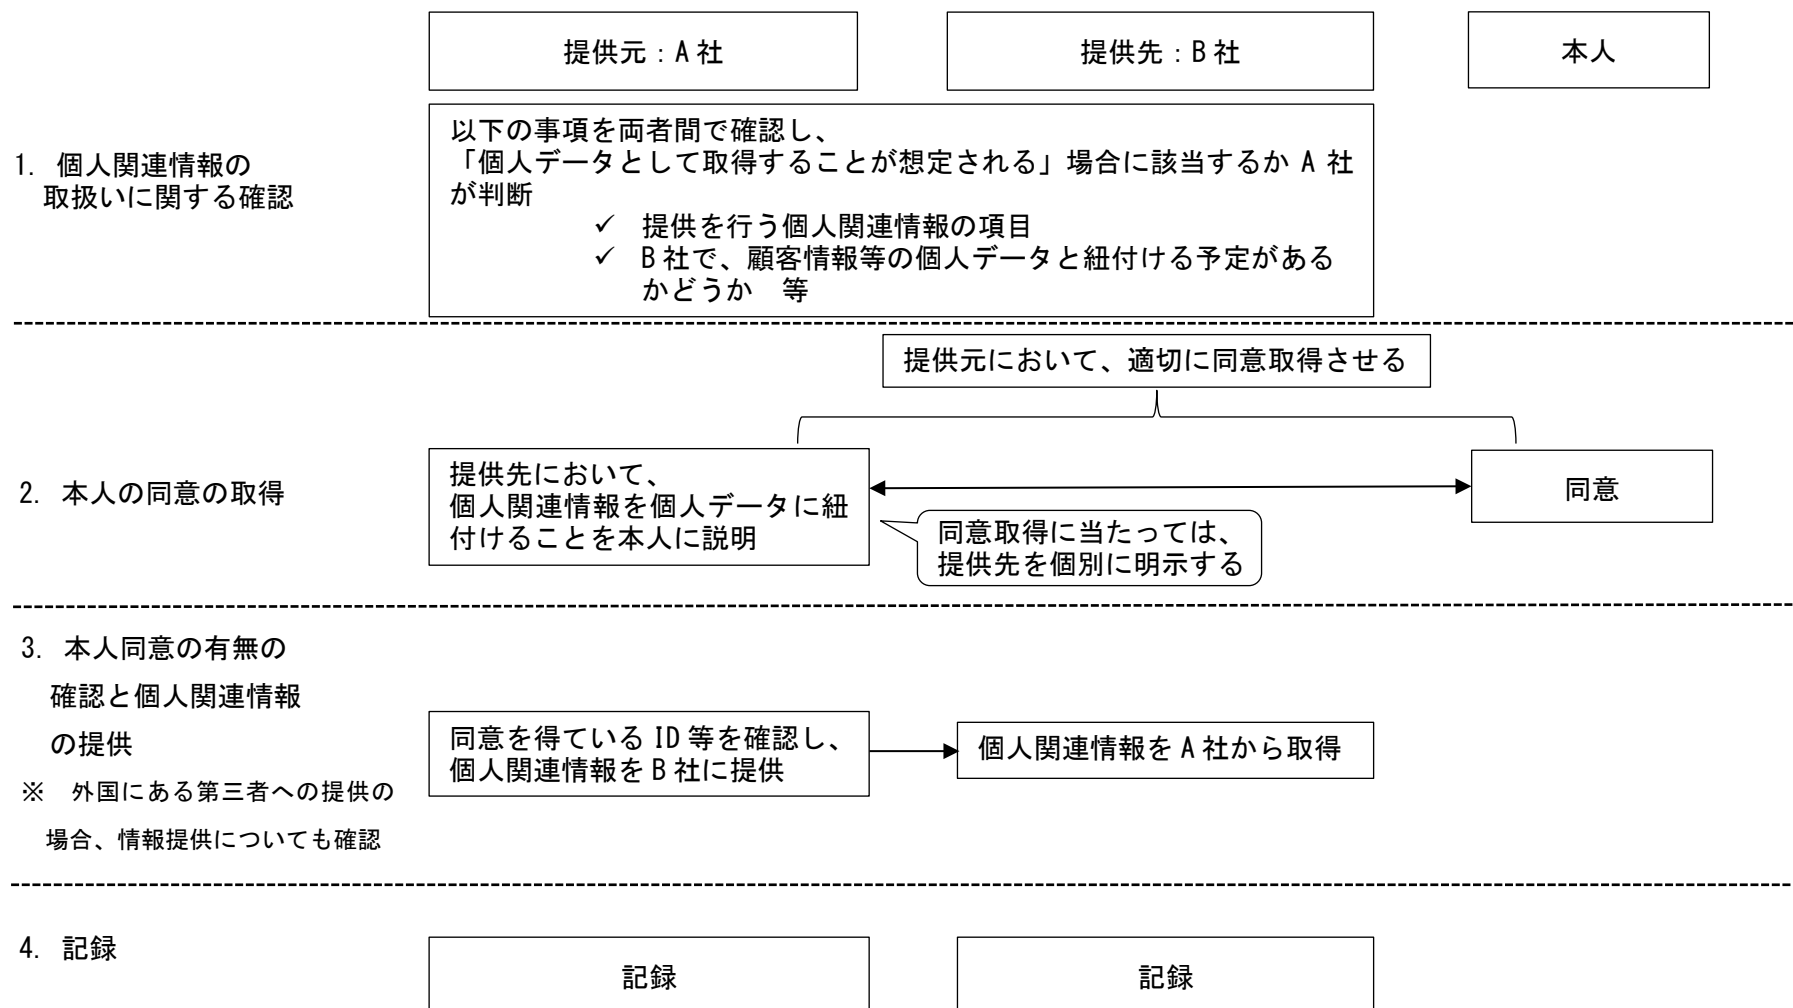 提供元：A社
提供先：B社
本人
1. 個人関連情報の
取扱いに関する確認
以下の事項を両者間で確認し、
「個人データとして取得することが想定される」場合に該当するか A 社
が判断
✓ 提供を行う個人関連情報の項目
✓ B社で、顧客情報等の個人データと紐付ける予定がある
かどうか　等
提供元において、適切に同意取得させる
2. 本人の同意の取得
提供先において、
個人関連情報を個人データに紐
付けることを本人に説明
同意
同意取得に当たっては、
提供先を個別に明示する
3. 本人同意の有無の
確認と個人関連情報
の提供
※　外国にある第三者への提供の
場合、情報提供についても確認
同意を得ている ID 等を確認し、
個人関連情報を B 社に提供
個人関連情報を A 社から取得
4. 記録
記録
記録